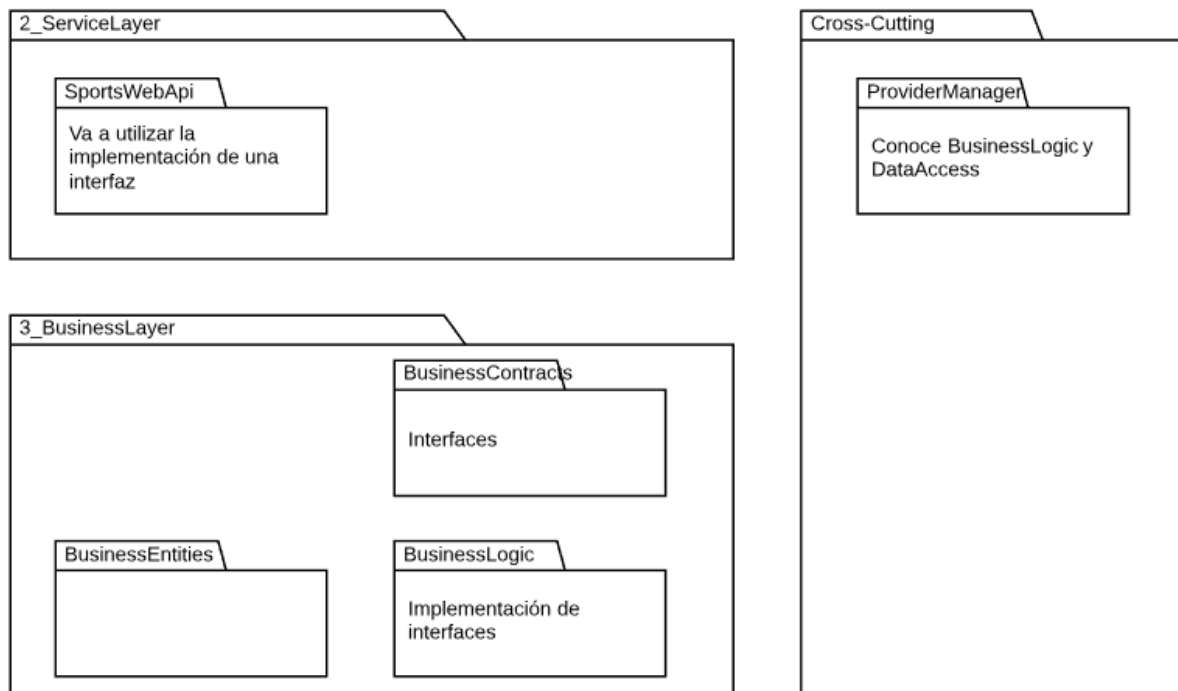 2_ServiceLayer
SportsWebApi
Va a utilizar la
implementación de una
interfaz
Cross-Cutting
ProviderManager
Conoce BusinessLogic y
DataAccess
3_BusinessLayer
BusinessContracts
Interfaces
BusinessEntities
BusinessLogic
Implementación de
interfaces